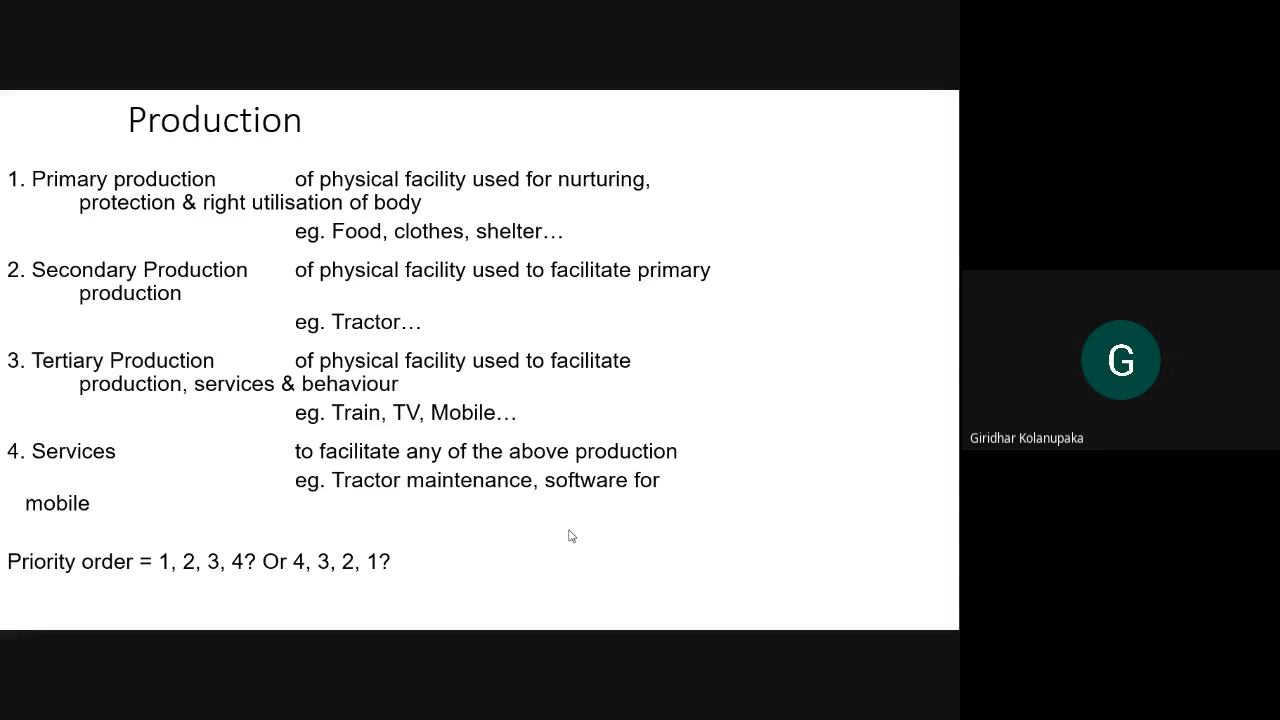 Production
1. Primary production of physical facility used for nurturing,
protection & right utilisation of body
eg. Food, clothes, shelter…
2. Secondary Production of physical facility used to facilitate primary
production
eg. Tractor…
3. Tertiary Production of physical facility used to facilitate
production, services & behaviour
eg. Train, TV, Mobile…
4. Services to facilitate any of the above production
eg. Tractor maintenance, software for
mobile
Priority order = 1, 2, 3, 4? Or 4, 3, 2, 1?
G
Giridhar Kolanupaka